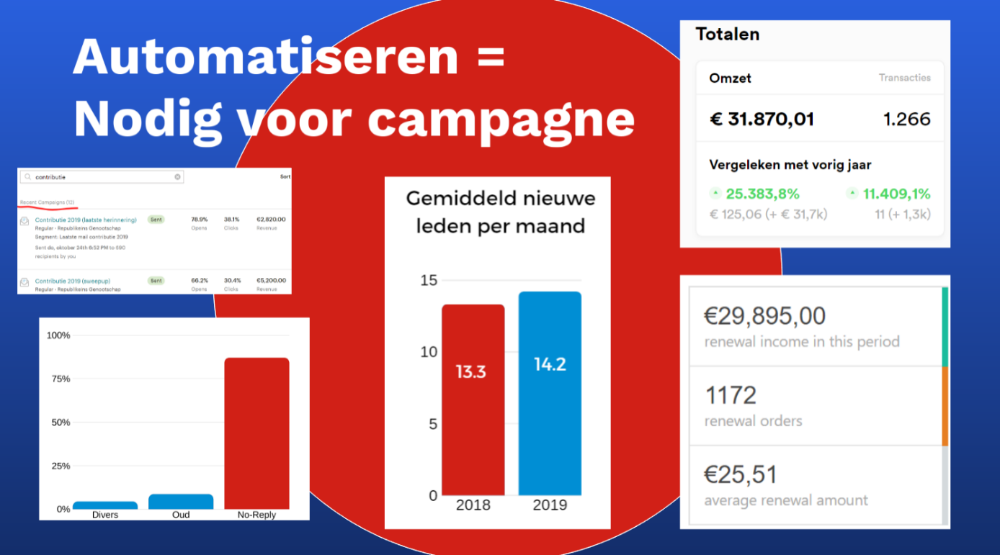 Automatiseren =
Nodig voor campagne
contributie
Sort
Recent Campaigns (12)
Contributie 2019 (laatste herinnering)
Sent
78.9%
38.1%
€2,820.00
Regular · Republikeins Genootschap
Opens
Clicks
Revenue
Segment: Laatste mail contributie 2019
Sent do, oktober 24th 6:52 PM to 690
recipients by you
Contributie 2019 (sweepup)
Sent
66.2%
30.4%
€5,200.00
Regular · Republikeins Genootschap
Opens
Clicks
Revenue
100%
75%
50%
25%
0%
Divers
Oud
No-Reply
Gemiddeld nieuwe
leden per maand
15
10
5
0
13.3
14.2
2018
2019
Totalen
Omzet
Transacties
€ 31.870,01
1.266
Vergeleken met vorig jaar
25.383,8%
11.409,1%
€ 125,06 (+ € 31,7k)
11 (+ 1,3k)
€29,895,00
renewal income in this period
1172
renewal orders
€25,51
average renewal amount